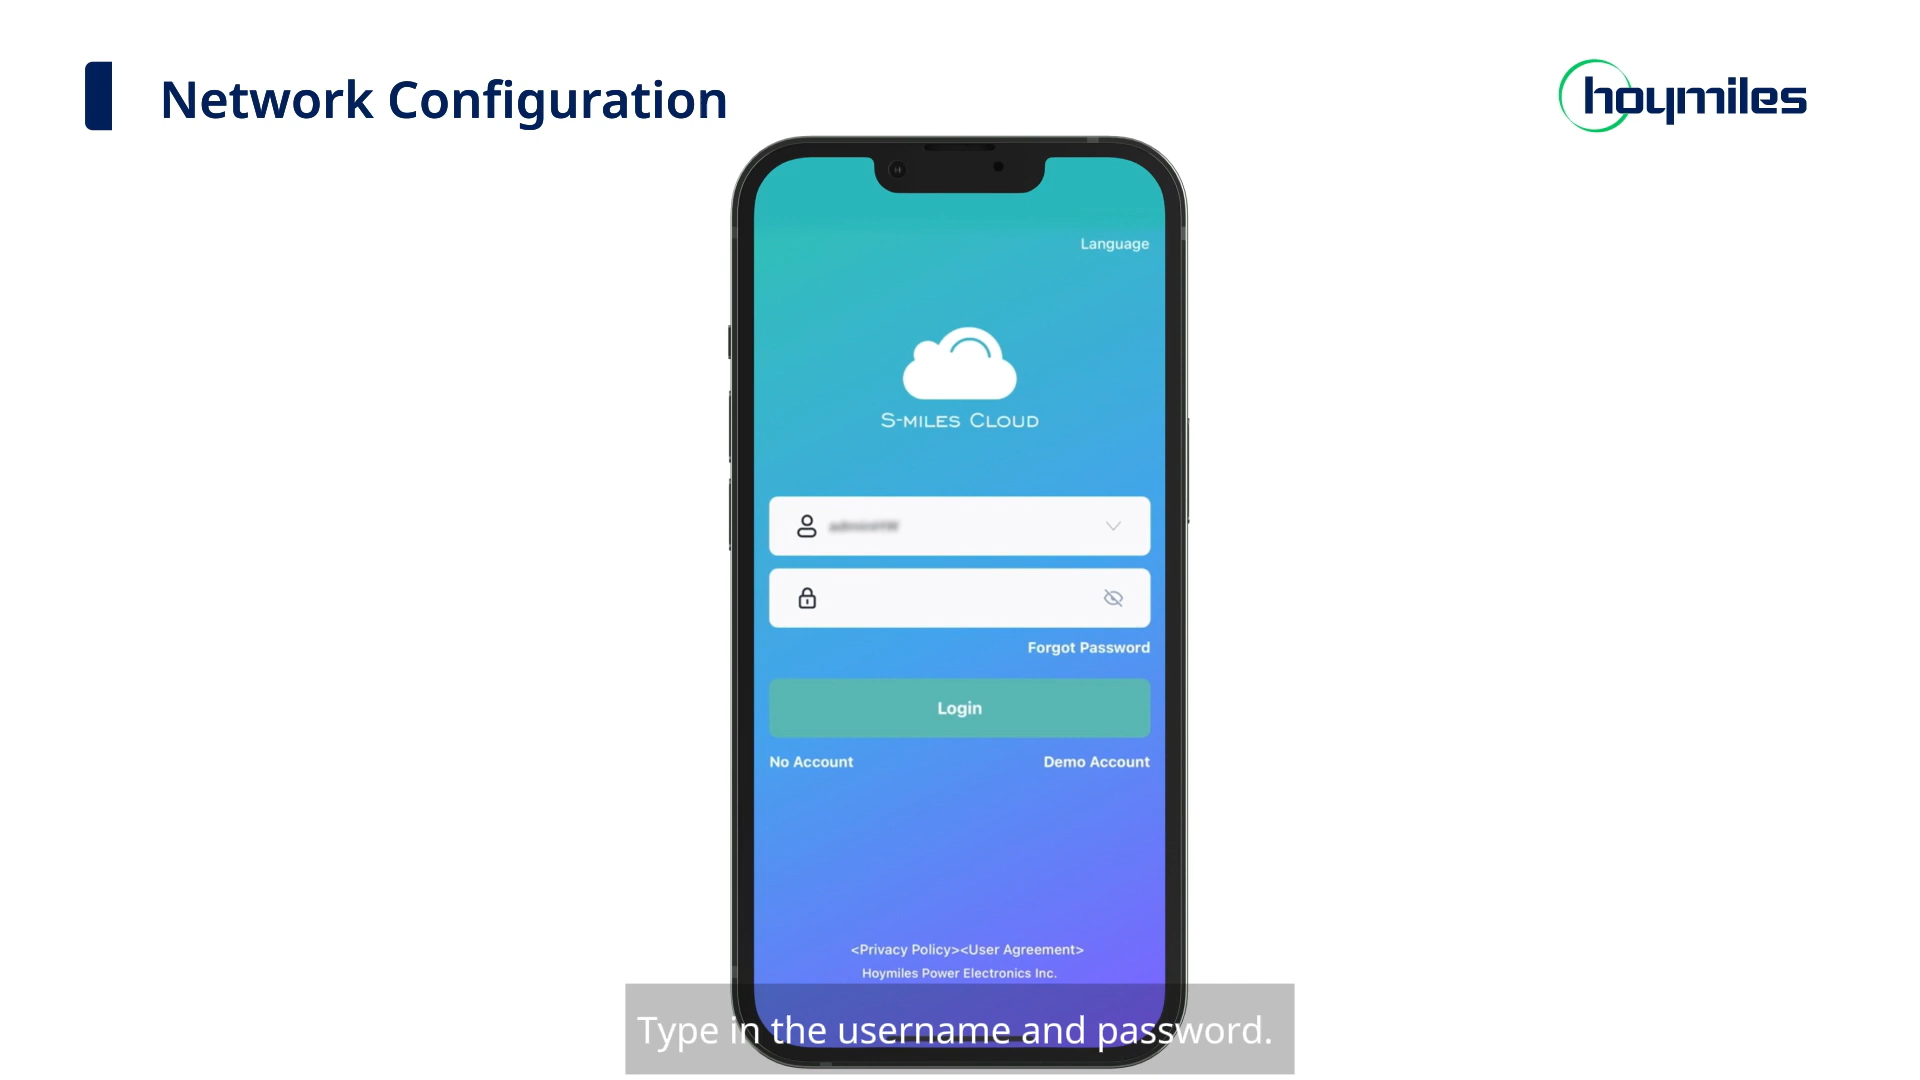 Network Configuration
hoymiles
Language
S-MILES CLOUD
Forgot Password
Login
No Account
Demo Account
<Privacy Policy><User Agreement>
Hoymiles Power Electronics Inc.
Type in the username and password.